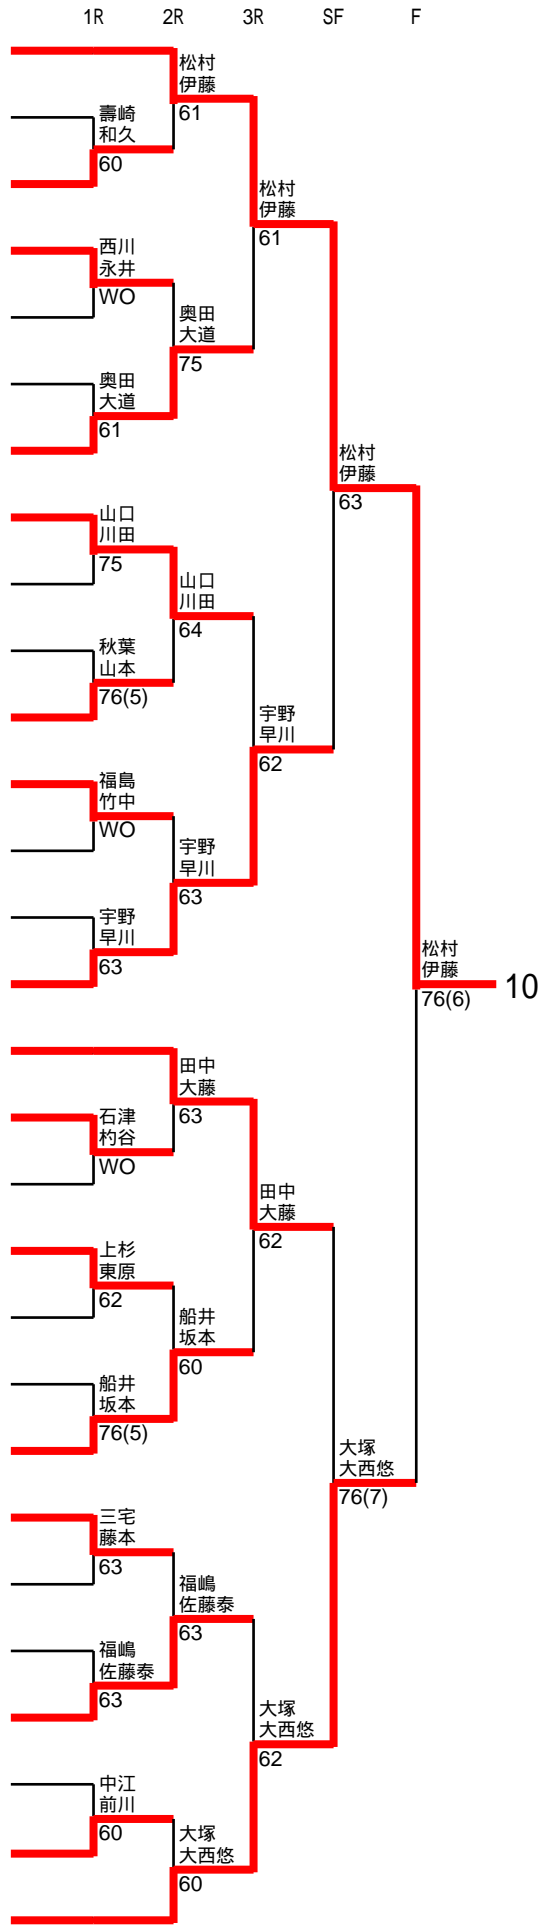 1R 2R 3R SF F
松村
伊藤
61
壽崎
和久
60
松村
伊藤
61
西川
永井
WO
奥田
大道
75
奥田
大道
61
松村
伊藤
63
山口
川田
75
山口
川田
64
秋葉
山本
76(5)
宇野
早川
62
福島
竹中
WO
宇野
早川
63
宇野
早川
63
松村
伊藤
76(6)
10
田中
大藤
63
石津
杓谷
WO
田中
大藤
62
上杉
東原
62
船井
坂本
60
船井
坂本
76(5)
大塚
大西悠
76(7)
三宅
藤本
63
福嶋
佐藤泰
63
福嶋
佐藤泰
63
大塚
大西悠
62
中江
前川
60
大塚
大西悠
60